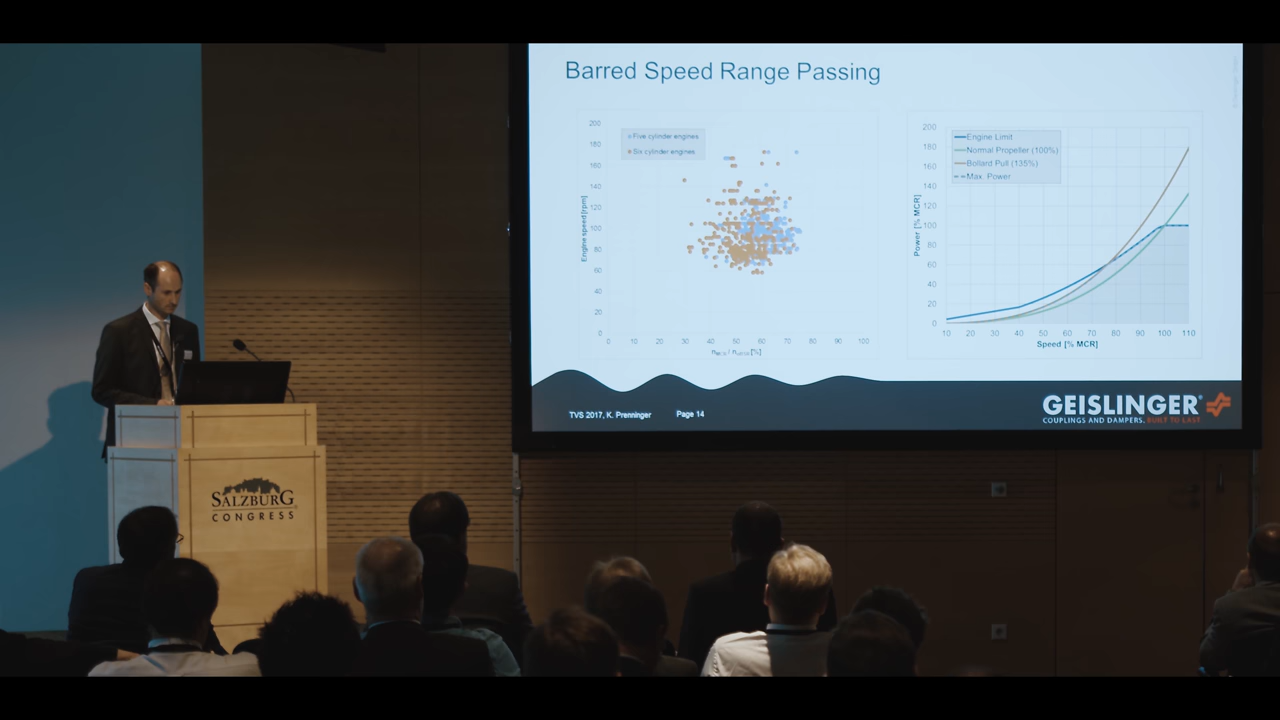 Barred Speed Range Passing
Five cylinder engines
Six cylinder engines
Engine speed [rpm]
200
180
160
140
120
100
80
60
40
20
0
0 10 20 30 40 50 60 70 80 90 100
Engine Limit
Normal Propeller (100%)
Bollard Pull (135%)
Max. Power
Power [% MCR]
200
180
160
140
120
100
80
60
40
20
0
10 20 30 40 50 60 70 80 90 100 110
Speed [% MCR]
TVS 2017, K. Prenninger
Page 14
GEISLINGER®
COUPLINGS AND DAMPERS. BUILT TO LAST.
SALZBURG
CONGRESS